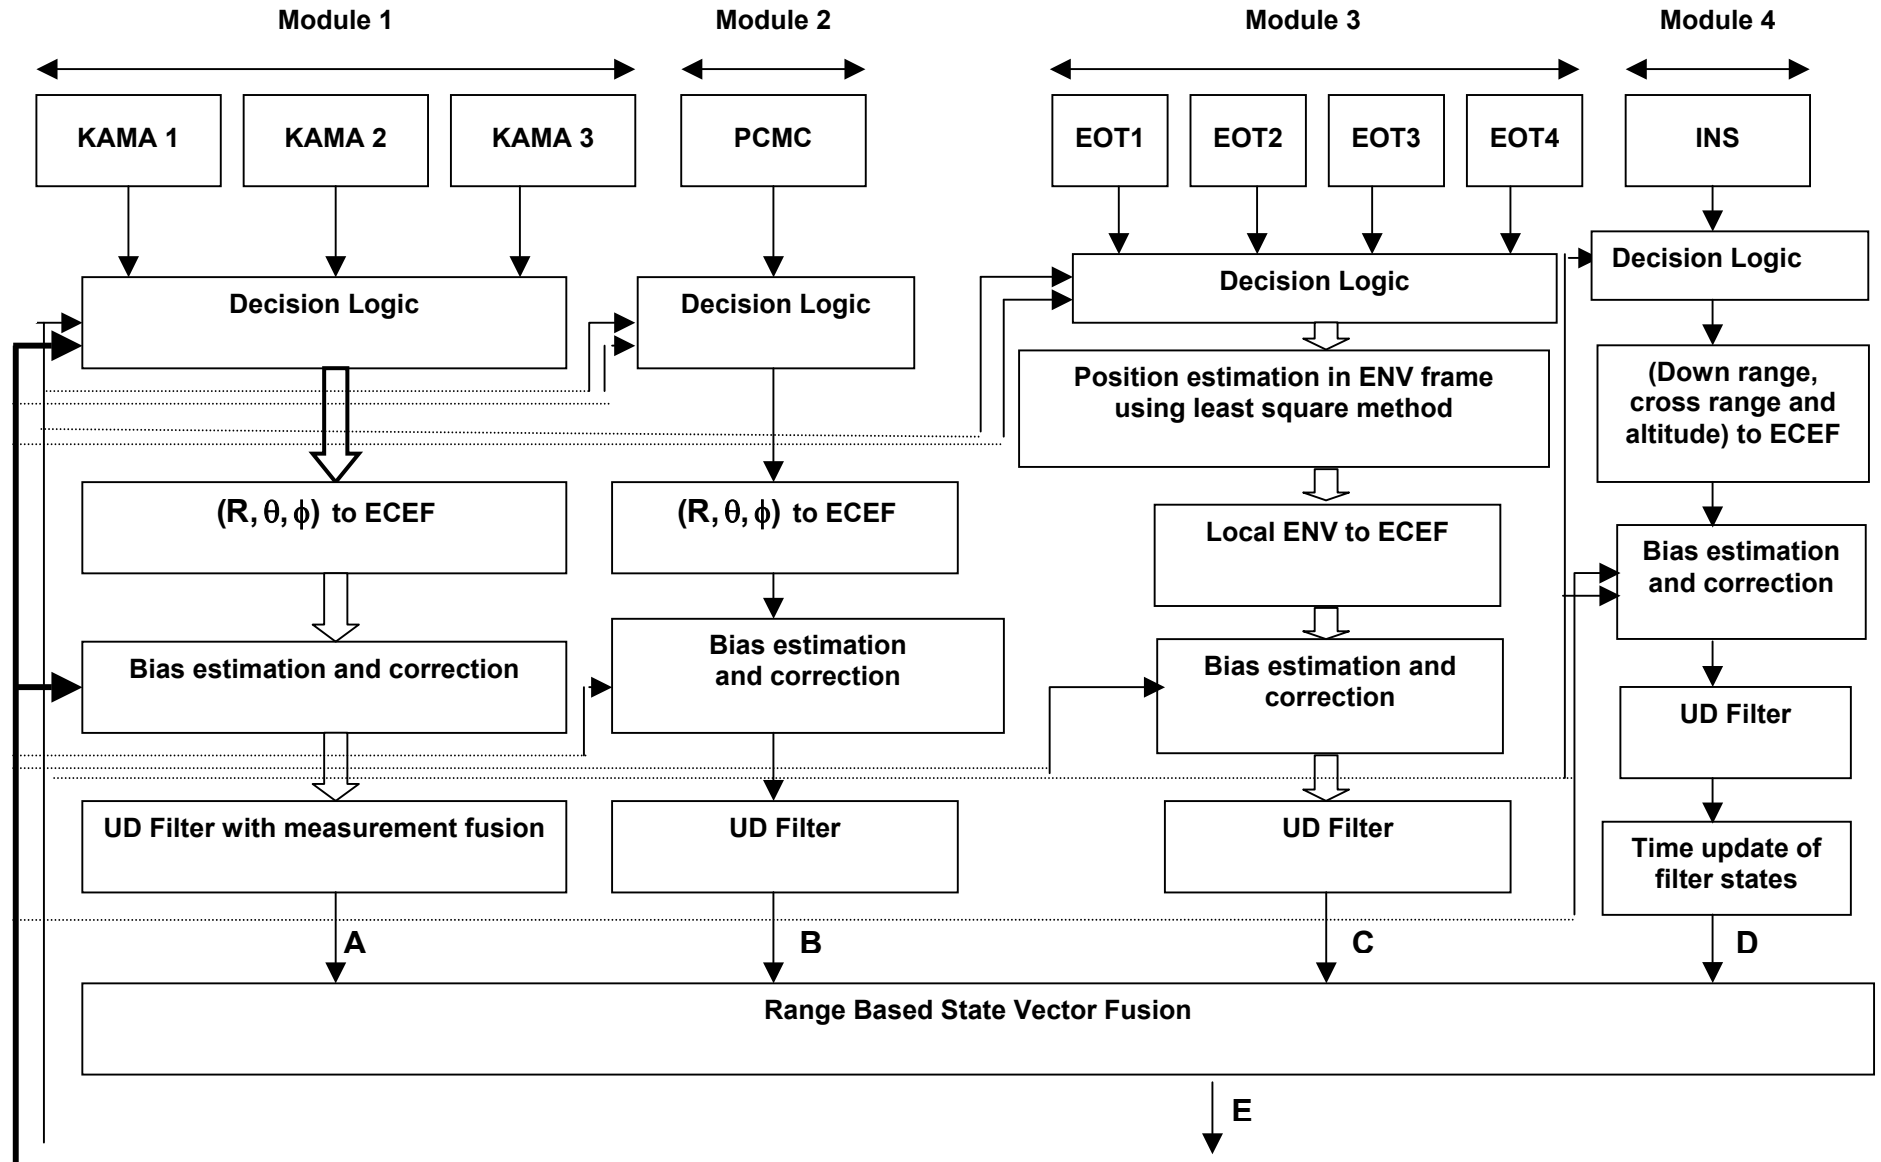 Module 1
Module 2
Module 3
Module 4
KAMA 1
KAMA 2
KAMA 3
PCMC
EOT1
EOT2
EOT3
EOT4
INS
Decision Logic
Decision Logic
Decision Logic
Decision Logic
Position estimation in ENV frame
using least square method
(Down range,
cross range and
altitude) to ECEF
(R, θ, ϕ) to ECEF
(R, θ, ϕ) to ECEF
Local ENV to ECEF
Bias estimation
and correction
Bias estimation and correction
Bias estimation
and correction
Bias estimation and
correction
UD Filter
UD Filter with measurement fusion
UD Filter
UD Filter
Time update of
filter states
A
B
C
D
Range Based State Vector Fusion
E